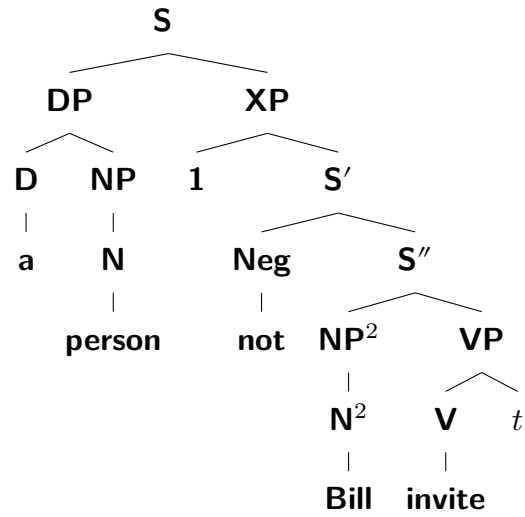 S
DP XP
D NP 1 S′
a N Neg S″
person not NP² VP
N² V t
Bill invite